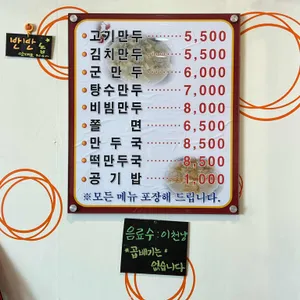 반반 됨
고기만두 5,500
김치만두 5,500
군만두 6,000
탕수만두 7,000
비빔만두 8,000
쫄면 6,500
만두국 8,500
떡만두국 8,500
공기밥 1,000
※모든 메뉴 포장해 드립니다.
음료수:이천냥
*곱배기는*
없습니다